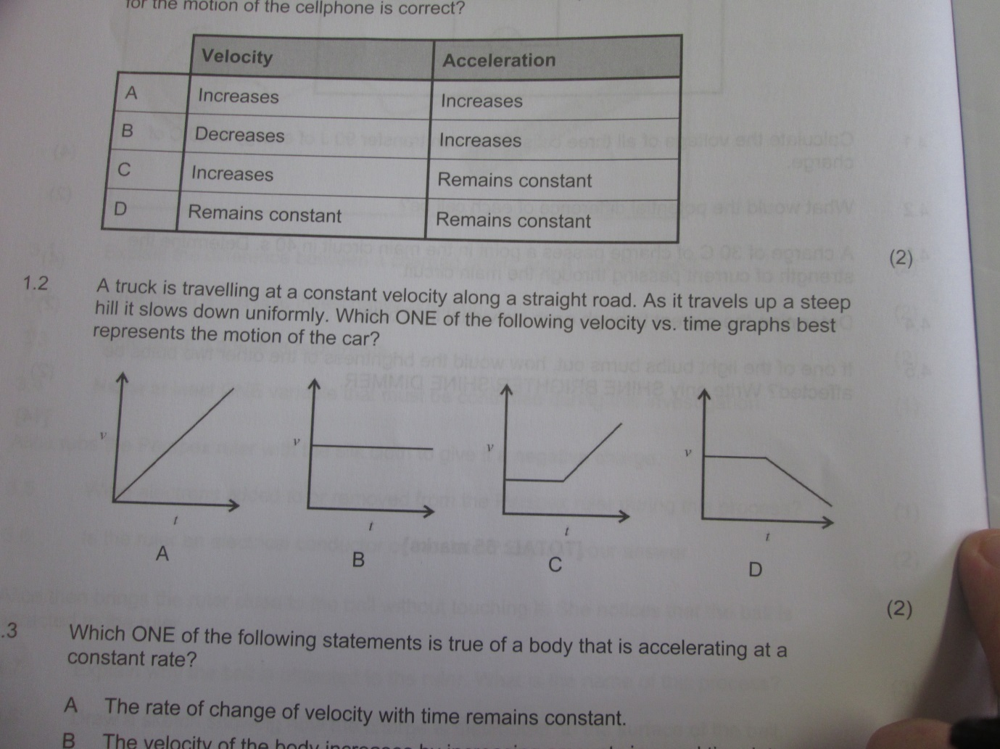 for the motion of the cellphone is correct?
Velocity Acceleration
A Increases Increases
B Decreases Increases
C Increases Remains constant
D Remains constant Remains constant
(2)
1.2 A truck is travelling at a constant velocity along a straight road. As it travels up a steep
hill it slows down uniformly. Which ONE of the following velocity vs. time graphs best
represents the motion of the car?
v v v v
t t t t
A B C D
(2)
.3 Which ONE of the following statements is true of a body that is accelerating at a
constant rate?
A The rate of change of velocity with time remains constant.
B The velocity of the body